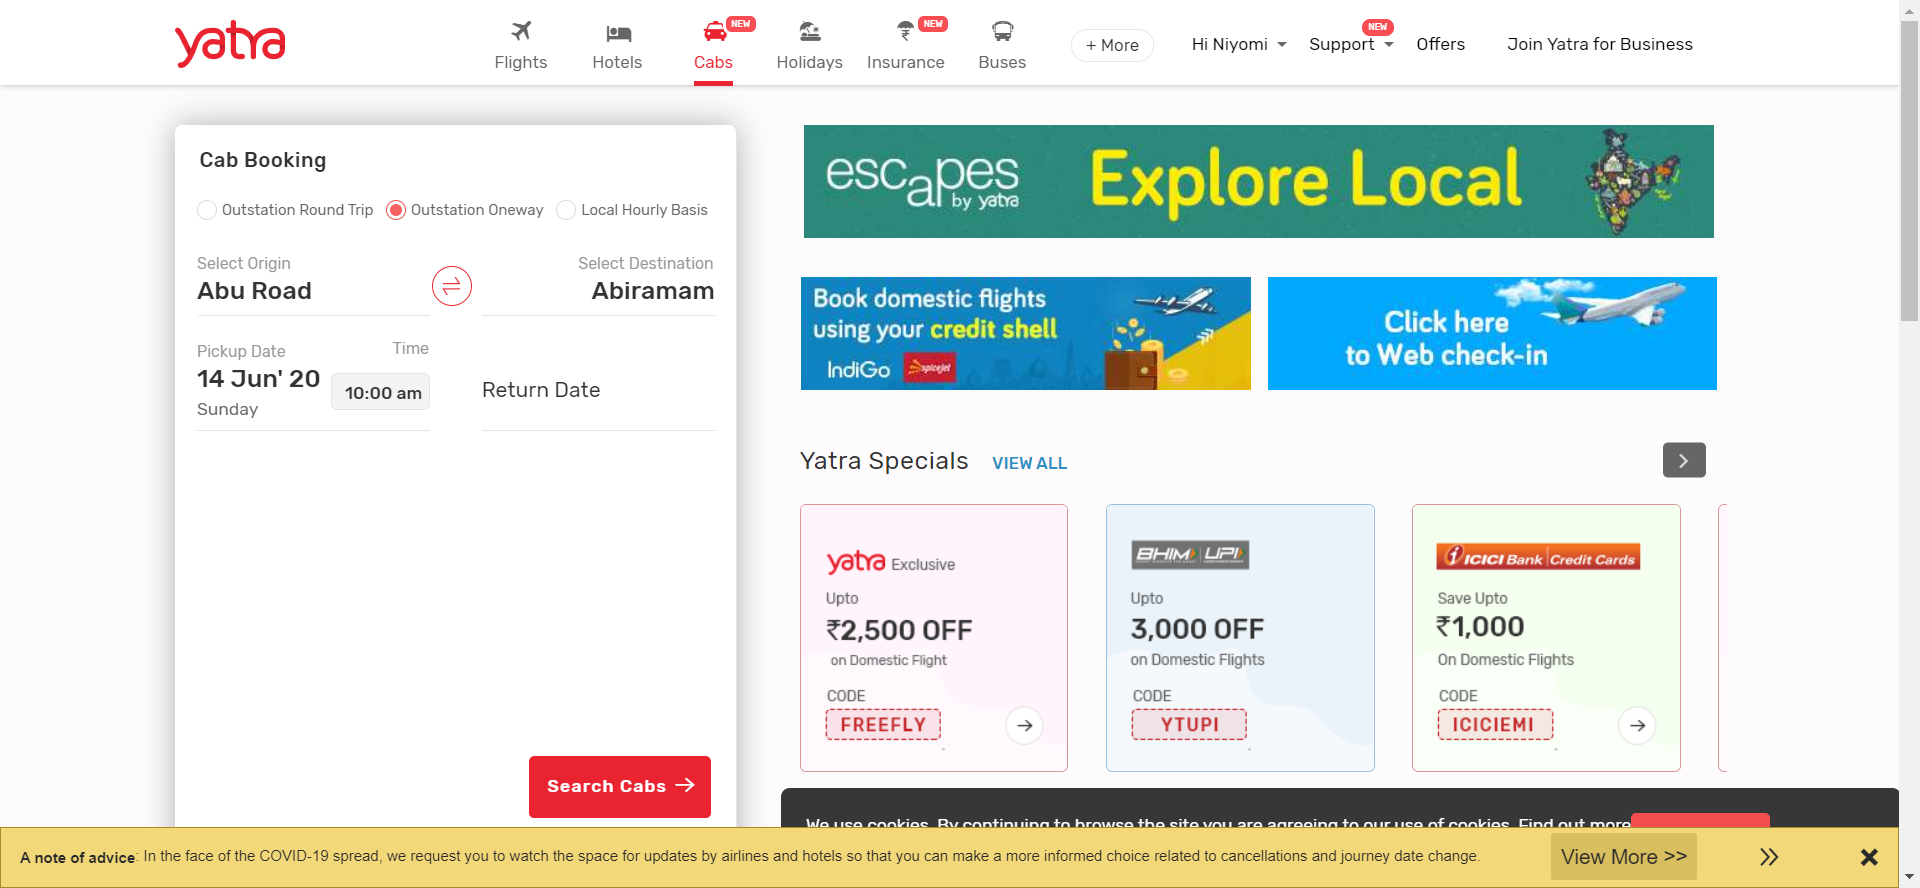 yatra
Flights
Hotels
NEW
Cabs
Holidays
NEW
Insurance
Buses
+ More
Hi Niyomi
NEW
Support
Offers
Join Yatra for Business
Cab Booking
Outstation Round Trip
Outstation Oneway
Local Hourly Basis
Select Origin
Abu Road
Select Destination
Abiramam
Pickup Date
14 Jun' 20
Sunday
Time
10:00 am
Return Date
Search Cabs
escapes
by yatra
Explore Local
Book domestic flights
using your credit shell
IndiGo
spicejet
Click here
to Web check-in
Yatra Specials
VIEW ALL
yatra Exclusive
Upto
₹2,500 OFF
on Domestic Flight
CODE
FREEFLY
BHIM UPI
Upto
3,000 OFF
on Domestic Flights
CODE
YTUPI
ICICI Bank Credit Cards
Save Upto
₹1,000
On Domestic Flights
CODE
ICICIEMI
We use cookies. By continuing to browse the site you are agreeing to our use of cookies. Find out more
A note of advice: In the face of the COVID-19 spread, we request you to watch the space for updates by airlines and hotels so that you can make a more informed choice related to cancellations and journey date change.
View More >>